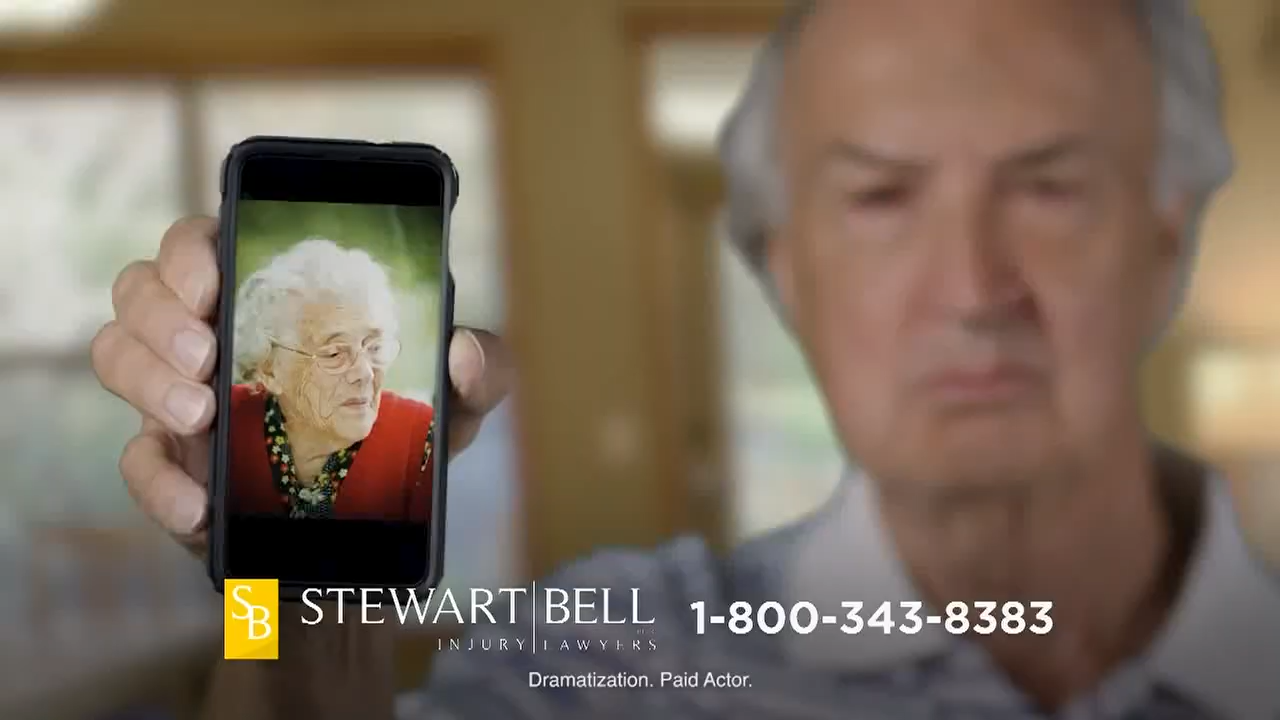 SB
STEWART BELL
INJURY LAWYERS
1-800-343-8383
Dramatization. Paid Actor.